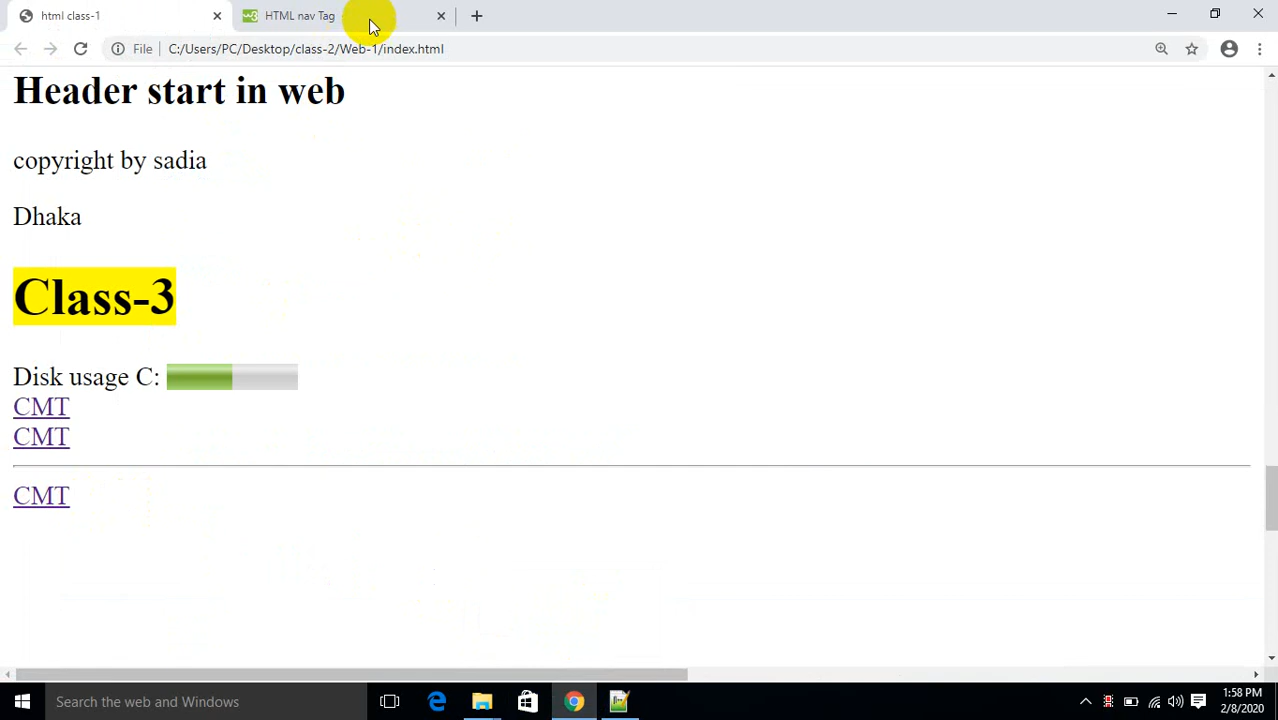 html class-1
HTML nav Tag
File C:/Users/PC/Desktop/class-2/Web-1/index.html
Header start in web
copyright by sadia
Dhaka
Class-3
Disk usage C:
CMT
CMT
CMT
Search the web and Windows
1:58 PM
2/8/2020